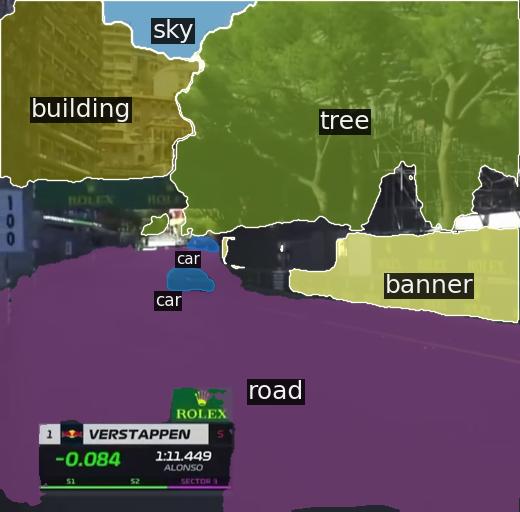 sky
building
tree
ROLEX
ROLEX
100
car
car
banner
road
ROLEX
1 VERSTAPPEN S
-0.084 1:11.449
ALONSO
S1 S2 SECTOR 3